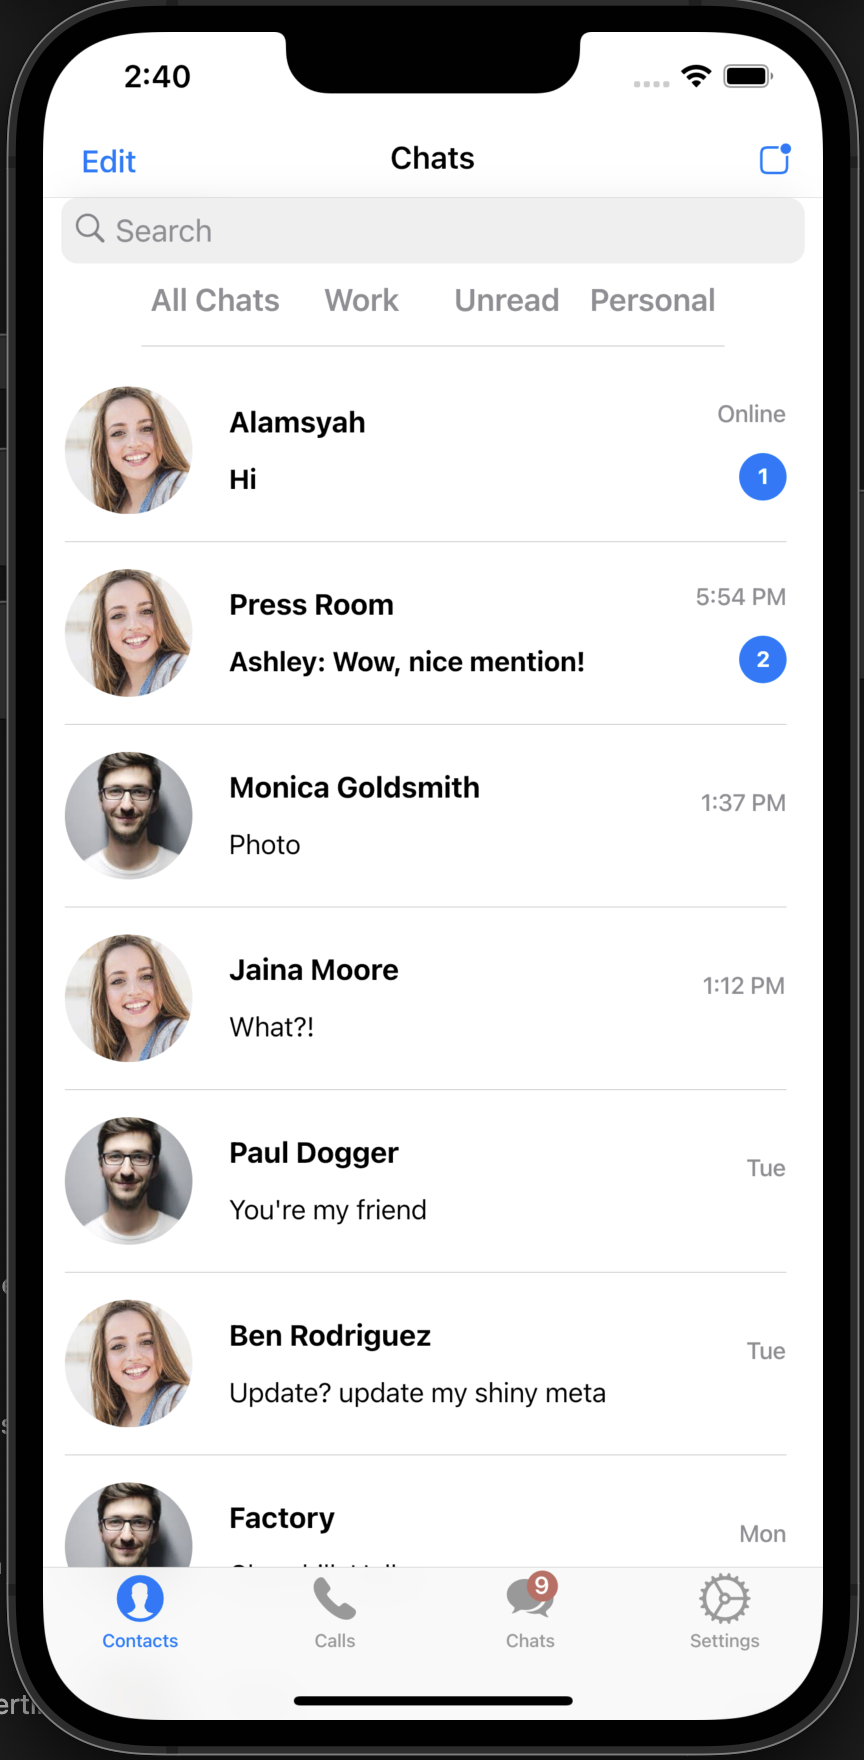 2:40
Edit
Chats
Search
All Chats Work Unread Personal
Alamsyah
Online
Hi
1
Press Room
5:54 PM
Ashley: Wow, nice mention!
2
Monica Goldsmith
1:37 PM
Photo
Jaina Moore
1:12 PM
What?!
Paul Dogger
Tue
You're my friend
Ben Rodriguez
Tue
Update? update my shiny meta
Factory
Mon
9
Contacts Calls Chats Settings